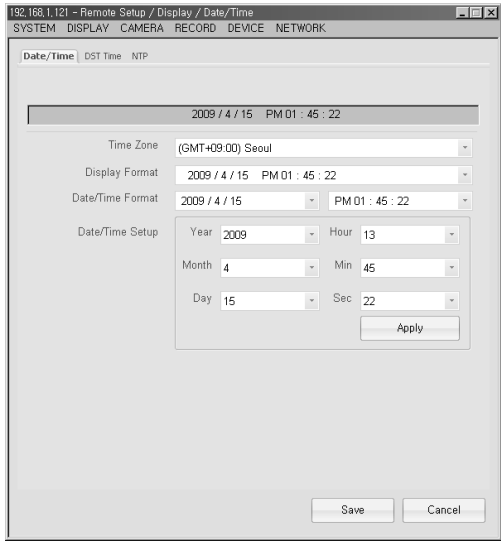 192,168,1,121 - Remote Setup / Display / Date/Time
SYSTEM DISPLAY CAMERA RECORD DEVICE NETWORK
Date/Time DST Time NTP
2009 / 4 / 15 PM 01 : 45 : 22
Time Zone (GMT+09:00) Seoul
Display Format 2009 / 4 / 15 PM 01 : 45 : 22
Date/Time Format 2009 / 4 / 15 PM 01 : 45 : 22
Date/Time Setup Year 2009 Hour 13
Month 4 Min 45
Day 15 Sec 22
Apply
Save Cancel